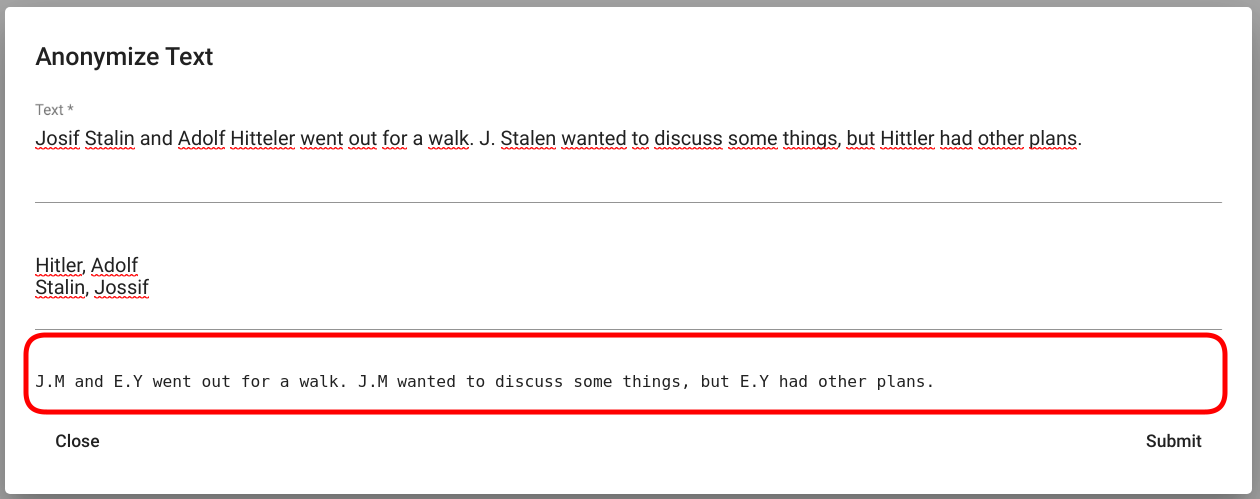 Anonymize Text
Text *
Josif Stalin and Adolf Hitteler went out for a walk. J. Stalen wanted to discuss some things, but Hittler had other plans.
Hitler, Adolf
Stalin, Jossif
J.M and E.Y went out for a walk. J.M wanted to discuss some things, but E.Y had other plans.
Close
Submit